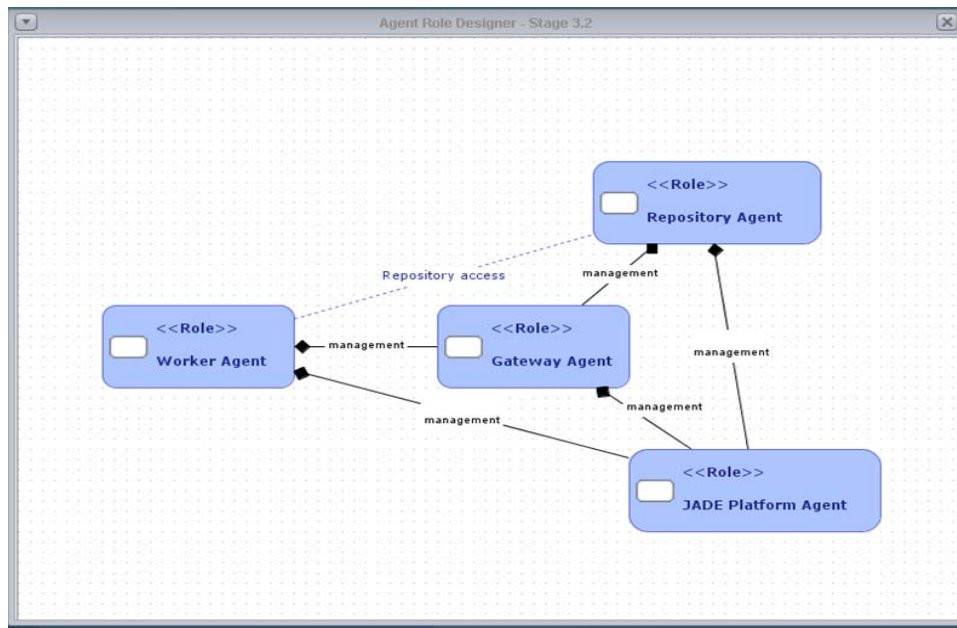 Agent Role Designer - Stage 3.2
<<Role>>
Repository Agent
Repository access
management
<<Role>>
Worker Agent
management
<<Role>>
Gateway Agent
management
management
management
<<Role>>
JADE Platform Agent